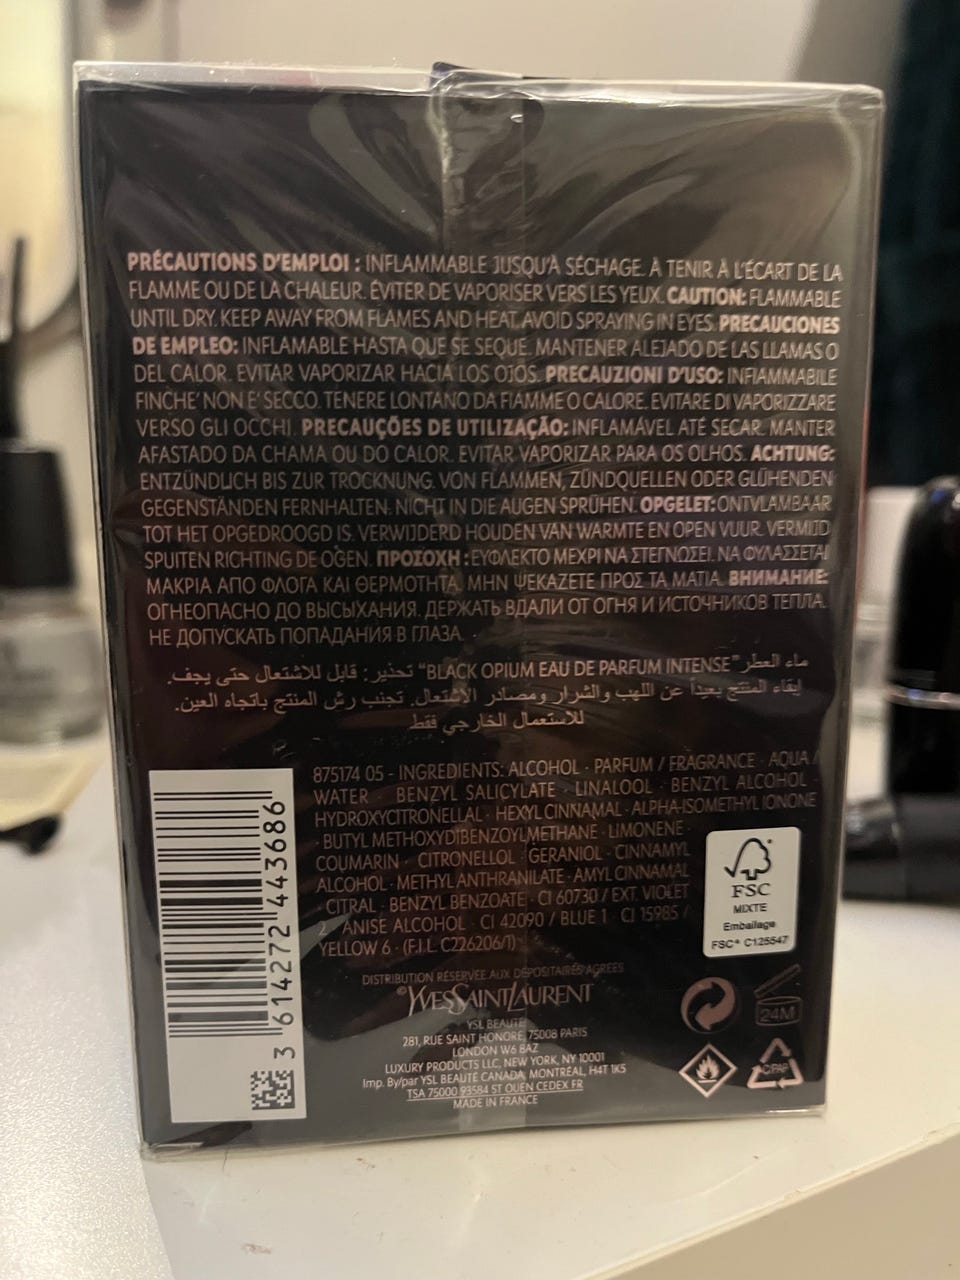 PRÉCAUTIONS D'EMPLOI : INFLAMMABLE JUSQU'À SÉCHAGE. À TENIR À L'ÉCART DE LA
FLAMME OU DE LA CHALEUR. ÉVITER DE VAPORISER VERS LES YEUX. CAUTION: FLAMMABLE
UNTIL DRY. KEEP AWAY FROM FLAMES AND HEAT. AVOID SPRAYING IN EYES. PRECAUCIONES
DE EMPLEO: INFLAMABLE HASTA QUE SE SEQUE. MANTENER ALEJADO DE LAS LLAMAS O
DEL CALOR. EVITAR VAPORIZAR HACIA LOS OJOS. PRECAUZIONI D'USO: INFIAMMABILE
FINCHE' NON E' SECCO. TENERE LONTANO DA FIAMME O CALORE. EVITARE DI VAPORIZZARE
VERSO GLI OCCHI. PRECAUÇÕES DE UTILIZAÇÃO: INFLAMÁVEL ATÉ SECAR. MANTER
AFASTADO DA CHAMA OU DO CALOR. EVITAR VAPORIZAR PARA OS OLHOS. ACHTUNG:
ENTZÜNDLICH BIS ZUR TROCKNUNG. VON FLAMMEN, ZÜNDQUELLEN ODER GLÜHENDEN
GEGENSTÄNDEN FERNHALTEN. NICHT IN DIE AUGEN SPRÜHEN. OPGELET: ONTVLAMBAAR
TOT HET OPGEDROOGD IS. VERWIJDERD HOUDEN VAN WARMTE EN OPEN VUUR. VERMIJD
SPUITEN RICHTING DE OGEN. ΠΡΟΣΟΧΗ : ΕΥΦΛΕΚΤΟ ΜΕΧΡΙ ΝΑ ΣΤΕΓΝΩΣΕΙ. ΝΑ ΦΥΛΑΣΣΕΤΑΙ
ΜΑΚΡΙΑ ΑΠΟ ΦΛΟΓΑ ΚΑΙ ΘΕΡΜΟΤΗΤΑ. ΜΗΝ ΨΕΚΑΖΕΤΕ ΠΡΟΣ ΤΑ ΜΑΤΙΑ. ВНИМАНИЕ:
ОГНЕОПАСНО ДО ВЫСЫХАНИЯ. ДЕРЖАТЬ ВДАЛИ ОТ ОГНЯ И ИСТОЧНИКОВ ТЕПЛА.
НЕ ДОПУСКАТЬ ПОПАДАНИЯ В ГЛАЗА.
ماء العطر "BLACK OPIUM EAU DE PARFUM INTENSE" تحذير: قابل للاشتعال حتى يجف.
إبقاء المنتج بعيداً عن اللهب والشرار ومصادر الاشتعال. تجنب رش المنتج باتجاه العين.
للاستعمال الخارجي فقط
875174 05 - INGREDIENTS: ALCOHOL · PARFUM / FRAGRANCE · AQUA /
WATER · BENZYL SALICYLATE · LINALOOL · BENZYL ALCOHOL ·
HYDROXYCITRONELLAL · HEXYL CINNAMAL · ALPHA-ISOMETHYL IONONE
· BUTYL METHOXYDIBENZOYLMETHANE · LIMONENE ·
COUMARIN · CITRONELLOL · GERANIOL · CINNAMYL
ALCOHOL · METHYL ANTHRANILATE · AMYL CINNAMAL
· CITRAL · BENZYL BENZOATE · CI 60730 / EXT. VIOLET
2 · ANISE ALCOHOL · CI 42090 / BLUE 1 · CI 15985 /
YELLOW 6 · (F.I.L. C226206/1)
3 614272 443686
FSC
MIXTE
Emballage
FSC® C125547
DISTRIBUTION RÉSERVÉE AUX DÉPOSITAIRES AGRÉÉS
©YVESSAINTLAURENT
YSL BEAUTÉ
281, RUE SAINT HONORÉ, 75008 PARIS
LONDON W6 8AZ
LUXURY PRODUCTS LLC, NEW YORK, NY 10001
Imp. By/par YSL BEAUTÉ CANADA, MONTRÉAL, H4T 1K5
TSA 75000 93584 ST OUEN CEDEX FR
MADE IN FRANCE
24M
C/PAP